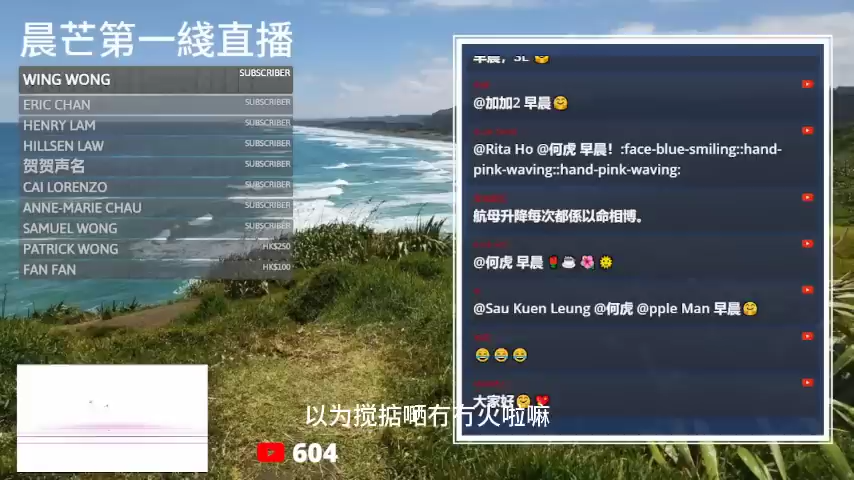 晨芒第一綫直播
WING WONG SUBSCRIBER
ERIC CHAN SUBSCRIBER
HENRY LAM SUBSCRIBER
HILLSEN LAW SUBSCRIBER
贺贺声名 SUBSCRIBER
CAI LORENZO SUBSCRIBER
ANNE-MARIE CHAU SUBSCRIBER
SAMUEL WONG SUBSCRIBER
PATRICK WONG HK$250
FAN FAN HK$100
@加加2 早晨🤗
@Rita Ho @何虎 早晨！:face-blue-smiling::hand-
pink-waving::hand-pink-waving:
航母升降每次都係以命相博。
@何虎 早晨🌹☕🌸🌞
@Sau Kuen Leung @何虎 @pple Man 早晨🤗
😂😂😂
大家好🤗❤️
以为搅掂嗮冇冇火啦嘛
604